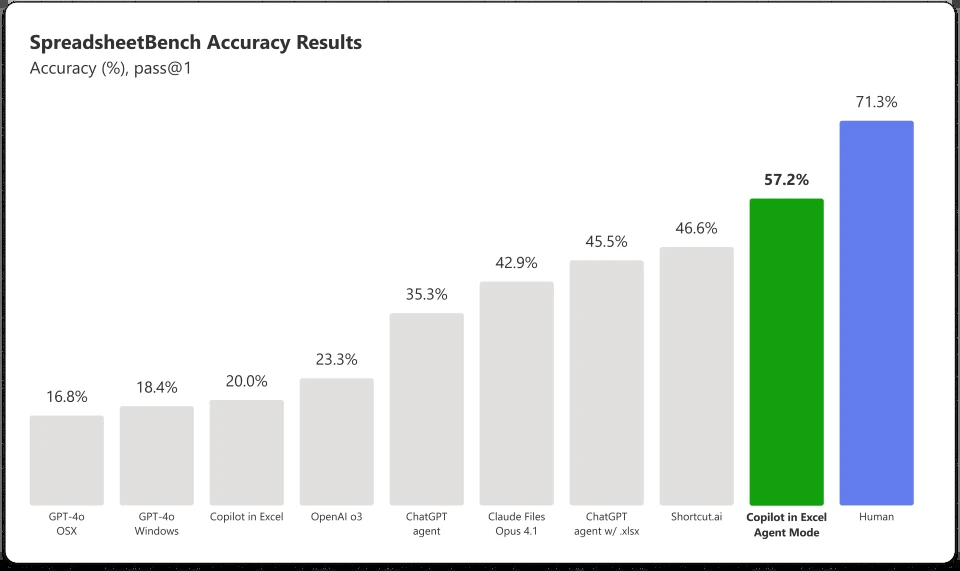 SpreadsheetBench Accuracy Results
Accuracy (%), pass@1
71.3%
57.2%
46.6%
45.5%
42.9%
35.3%
23.3%
20.0%
18.4%
16.8%
GPT-4o
OSX
GPT-4o
Windows
Copilot in Excel
OpenAI o3
ChatGPT
agent
Claude Files
Opus 4.1
ChatGPT
agent w/ .xlsx
Shortcut.ai
Copilot in Excel
Agent Mode
Human